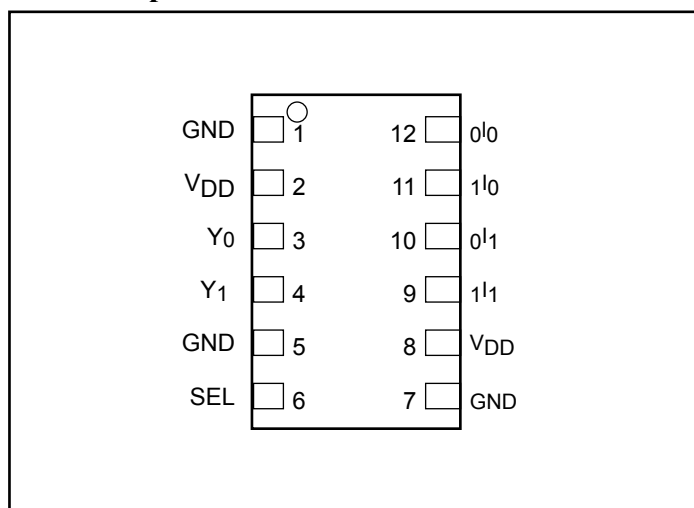 GND 1 12 0I0
VDD 2 11 1I0
Y0 3 10 0I1
Y1 4 9 1I1
GND 5 8 VDD
SEL 6 7 GND